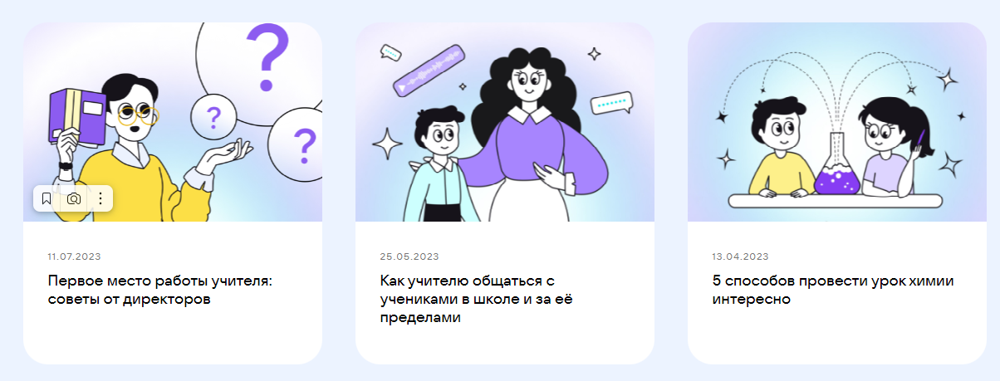 ?
?
?
11.07.2023
Первое место работы учителя:
советы от директоров
25.05.2023
Как учителю общаться с
учениками в школе и за её
пределами
13.04.2023
5 способов провести урок химии
интересно